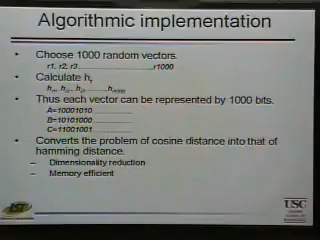 Algorithmic implementation
• Choose 1000 random vectors.
r1, r2, r3..............................r1000
• Calculate hr
hr1, hr2, hr3...........hr1000
• Thus each vector can be represented by 1000 bits.
A=10001010................
B=10101000................
C=11001001................
• Converts the problem of cosine distance into that of
hamming distance.
– Dimensionality reduction
– Memory efficient
USC